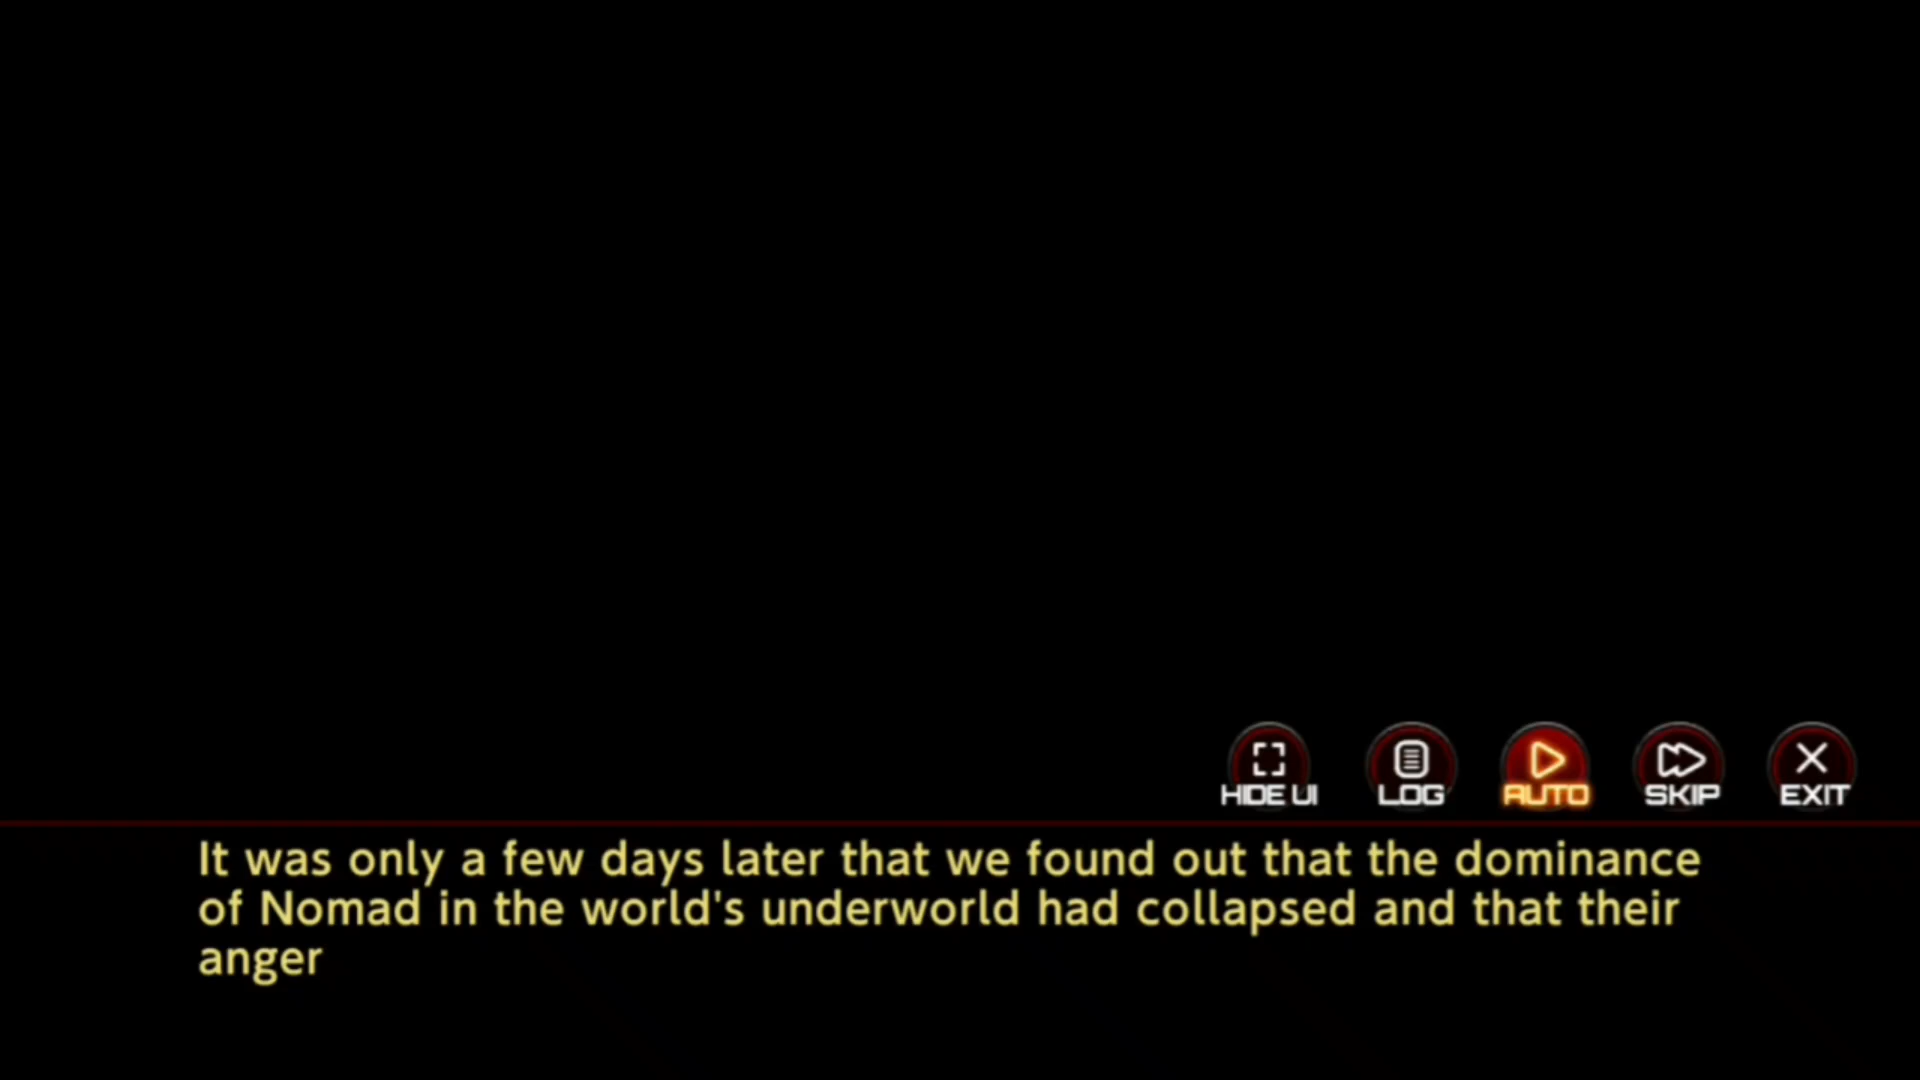 HIDE UI LOG AUTO SKIP EXIT
It was only a few days later that we found out that the dominance
of Nomad in the world's underworld had collapsed and that their
anger